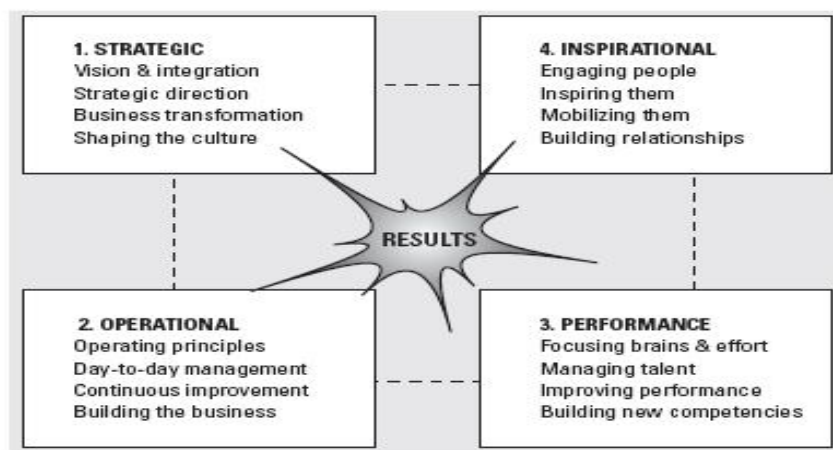 1. STRATEGIC
Vision & integration
Strategic direction
Business transformation
Shaping the culture
4. INSPIRATIONAL
Engaging people
Inspiring them
Mobilizing them
Building relationships
RESULTS
2. OPERATIONAL
Operating principles
Day-to-day management
Continuous improvement
Building the business
3. PERFORMANCE
Focusing brains & effort
Managing talent
Improving performance
Building new competencies